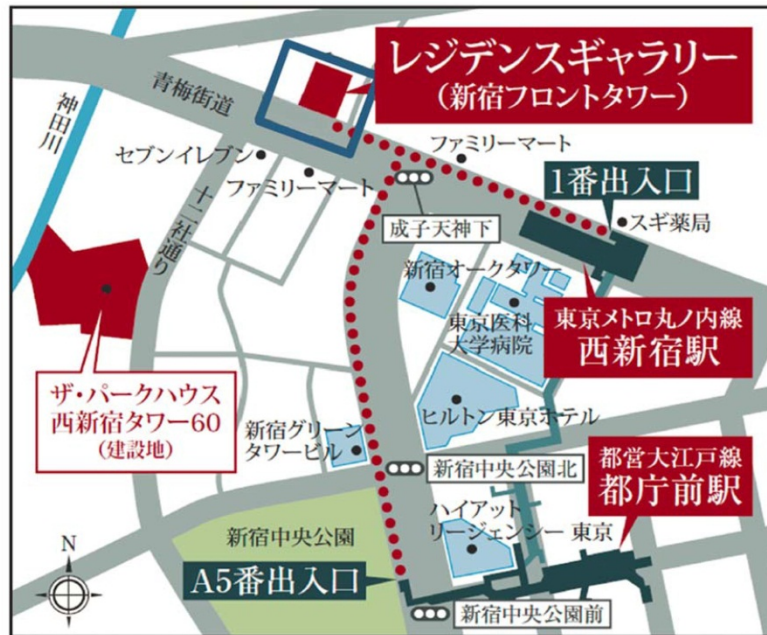 レジデンスギャラリー
(新宿フロントタワー)
青梅街道
神田川
セブンイレブン
ファミリーマート
ファミリーマート
1番出入口
十二社通り
成子天神下
スギ薬局
新宿オークタワー
東京医科
大学病院
東京メトロ丸ノ内線
西新宿駅
ザ・パークハウス
西新宿タワー60
(建設地)
新宿グリーン
タワービル
ヒルトン東京ホテル
新宿中央公園北
都営大江戸線
都庁前駅
ハイアット
リージェンシー 東京
新宿中央公園
A5番出入口
新宿中央公園前
N